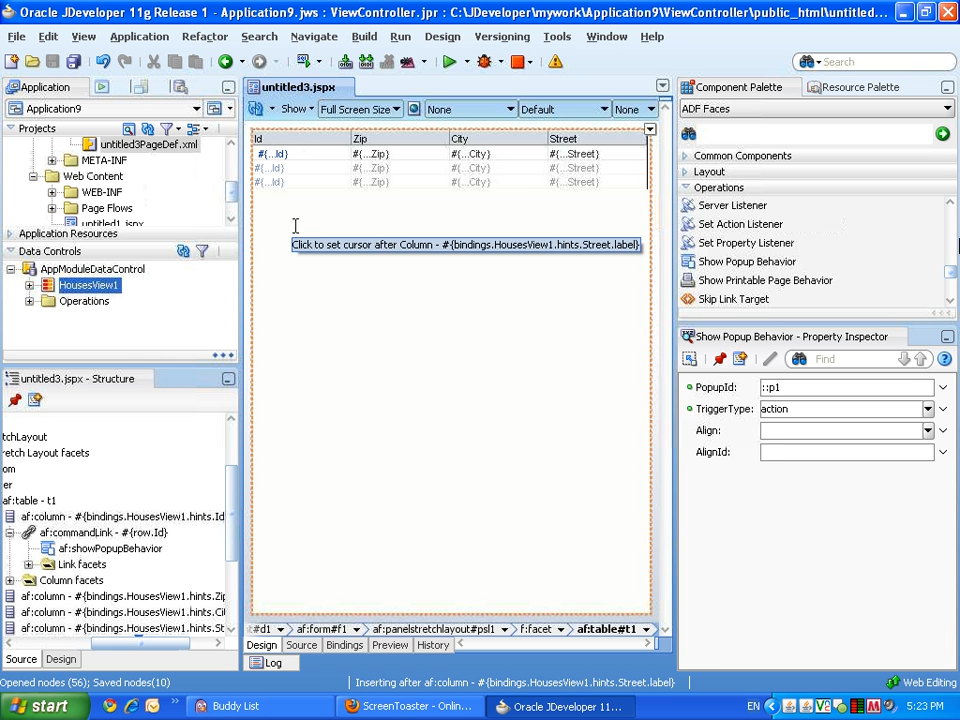 Oracle JDeveloper 11g Release 1 - Application9.jws : ViewController.jpr : C:\JDeveloper\mywork\Application9\ViewController\public_html\untitled...
File Edit View Application Refactor Search Navigate Build Run Design Versioning Tools Window Help
Search
Application
Application9
Projects
untitled3PageDef.xml
META-INF
Web Content
WEB-INF
Page Flows
untitled1.jspx
Application Resources
Data Controls
AppModuleDataControl
HousesView1
Operations
untitled3.jspx - Structure
tchLayout
retch Layout facets
om
er
af:table - t1
af:column - #{bindings.HousesView1.hints.Id
af:commandLink - #{row.Id}
af:showPopupBehavior
Link facets
Column facets
af:column - #{bindings.HousesView1.hints.Zip
af:column - #{bindings.HousesView1.hints.Cit
af:column - #{bindings.HousesView1.hints.St
Source Design
untitled3.jspx
Show Full Screen Size None Default None
Id Zip City Street
#{...Id} #{...Zip} #{...City} #{...Street}
#{...Id} #{...Zip} #{...City} #{...Street}
#{...Id} #{...Zip} #{...City} #{...Street}
Click to set cursor after Column - #{bindings.HousesView1.hints.Street.label}
t#d1 af:form#f1 af:panelstretchlayout#psl1 f:facet af:table#t1
Design Source Bindings Preview History
Log
Component Palette Resource Palette
ADF Faces
Common Components
Layout
Operations
Server Listener
Set Action Listener
Set Property Listener
Show Popup Behavior
Show Printable Page Behavior
Skip Link Target
Show Popup Behavior - Property Inspector
Find
PopupId: ::p1
TriggerType: action
Align:
AlignId:
Opened nodes (56); Saved nodes(10) Inserting after af:column - #{bindings.HousesView1.hints.Street.label} Web Editing
start Buddy List ScreenToaster - Onlin... Oracle JDeveloper 11... EN 5:23 PM